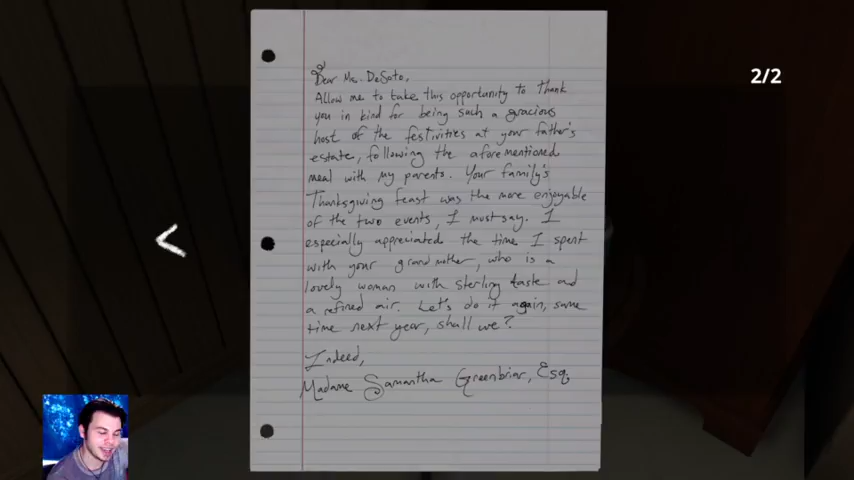 2/2
Dear Ms. DeSoto,
Allow me to take this opportunity to thank
you in kind for being such a gracious
host of the festivities at your father's
estate, following the aforementioned
meal with my parents. Your family's
Thanksgiving feast was the more enjoyable
of the two events, I must say. I
especially appreciated the time I spent
with your grandmother, who is a
lovely woman with sterling taste and
a refined air. Let's do it again, same
time next year, shall we?
Indeed,
Madame Samantha Greenbriar, Esq.